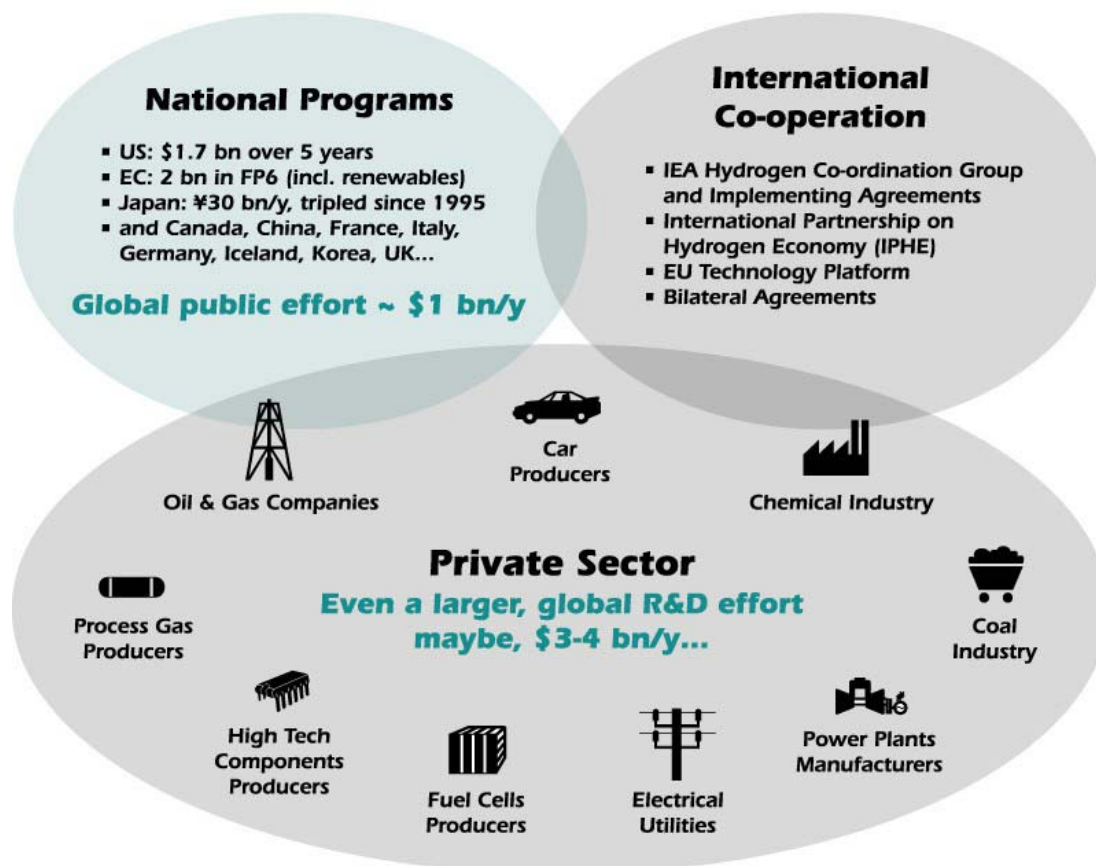 National Programs
▪ US: $1.7 bn over 5 years
▪ EC: 2 bn in FP6 (incl. renewables)
▪ Japan: ¥30 bn/y, tripled since 1995
▪ and Canada, China, France, Italy,
Germany, Iceland, Korea, UK...
Global public effort ~ $1 bn/y
International
Co-operation
▪ IEA Hydrogen Co-ordination Group
and Implementing Agreements
▪ International Partnership on
Hydrogen Economy (IPHE)
▪ EU Technology Platform
▪ Bilateral Agreements
Oil & Gas Companies
Car
Producers
Chemical Industry
Private Sector
Even a larger, global R&D effort
maybe, $3-4 bn/y...
Process Gas
Producers
Coal
Industry
High Tech
Components
Producers
Fuel Cells
Producers
Electrical
Utilities
Power Plants
Manufacturers